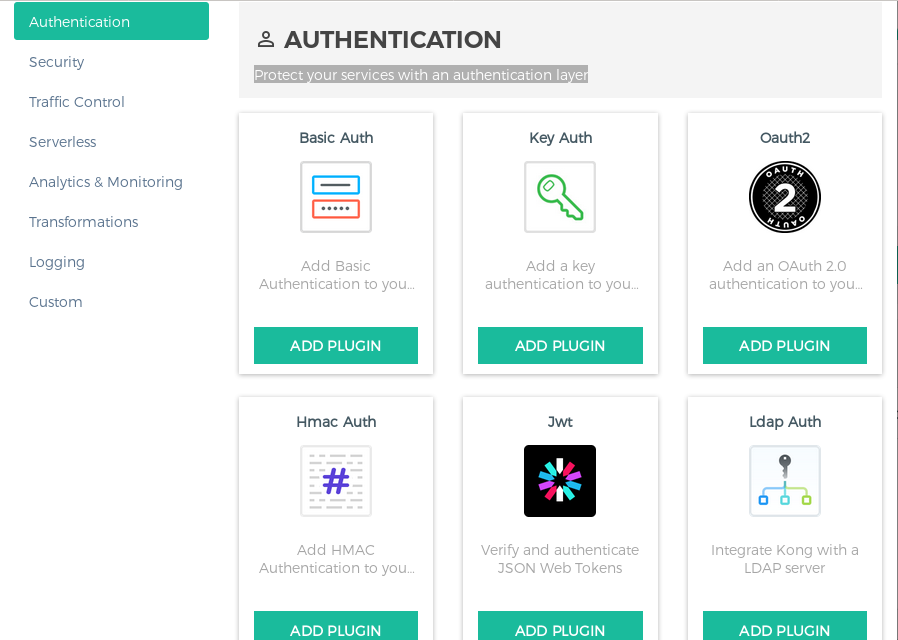 Authentication
Security
Traffic Control
Serverless
Analytics & Monitoring
Transformations
Logging
Custom
AUTHENTICATION
Protect your services with an authentication layer
Basic Auth
Add Basic
Authentication to you...
ADD PLUGIN
Key Auth
Add a key
authentication to you...
ADD PLUGIN
Oauth2
OAUTH
2
OAUTH
Add an OAuth 2.0
authentication to you...
ADD PLUGIN
Hmac Auth
#
Add HMAC
Authentication to you...
ADD PLUGIN
Jwt
Verify and authenticate
JSON Web Tokens
ADD PLUGIN
Ldap Auth
Integrate Kong with a
LDAP server
ADD PLUGIN